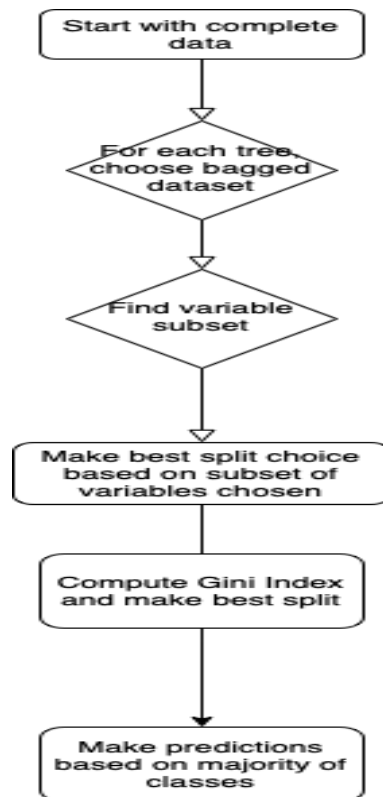 Start with complete
data
For each tree,
choose bagged
dataset
Find variable
subset
Make best split choice
based on subset of
variables chosen
Compute Gini Index
and make best split
Make predictions
based on majority of
classes